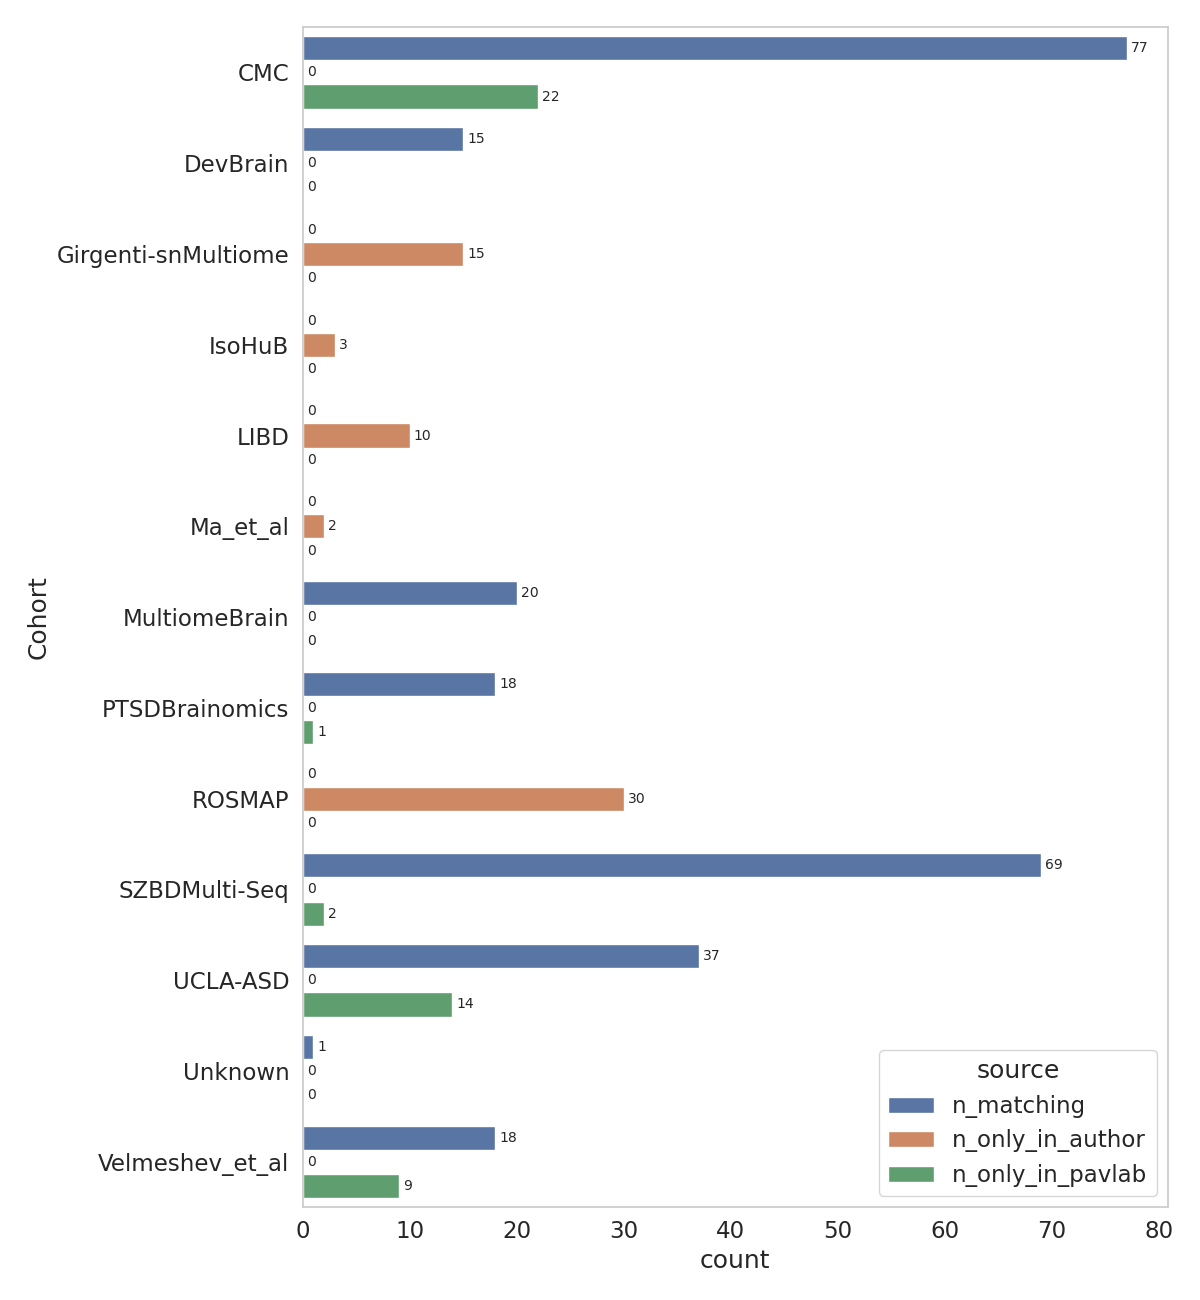 CMC
77
0
22
DevBrain
15
0
0
Girgenti-snMultiome
0
15
0
IsoHuB
0
3
0
LIBD
0
10
0
Ma_et_al
0
2
0
MultiomeBrain
20
0
0
PTSDBrainomics
18
0
1
ROSMAP
0
30
0
SZBDMulti-Seq
69
0
2
UCLA-ASD
37
0
14
Unknown
1
0
0
Velmeshev_et_al
18
0
9
Cohort
source
n_matching
n_only_in_author
n_only_in_pavlab
0 10 20 30 40 50 60 70 80
count